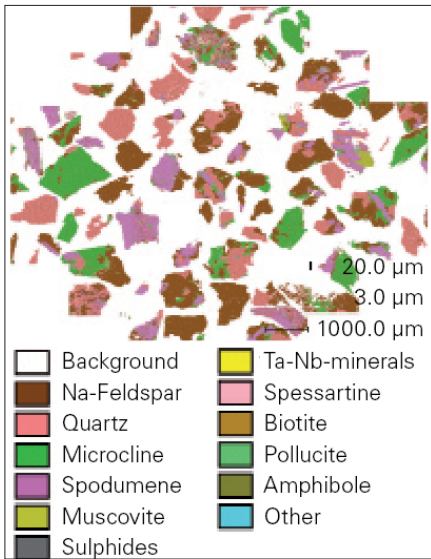 20.0 µm
3.0 µm
1000.0 µm
Background
Na-Feldspar
Quartz
Microcline
Spodumene
Muscovite
Sulphides
Ta-Nb-minerals
Spessartine
Biotite
Pollucite
Amphibole
Other